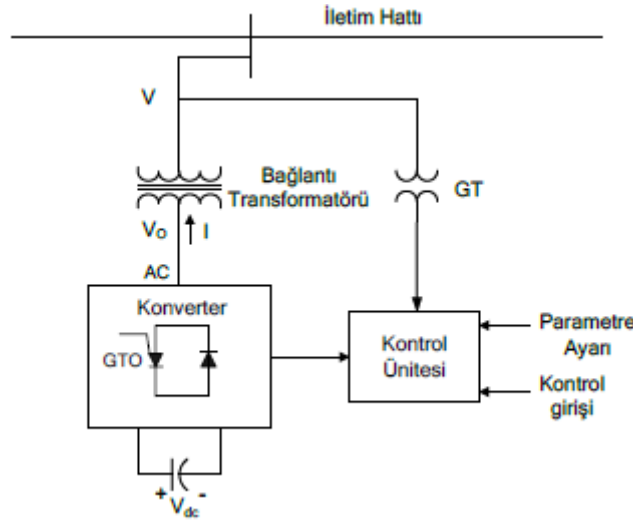 İletim Hattı
V
Bağlantı
Transformatörü
GT
Vo
I
AC
Konverter
GTO
Kontrol
Ünitesi
Parametre
Ayarı
Kontrol
girişi
+ -
Vdc